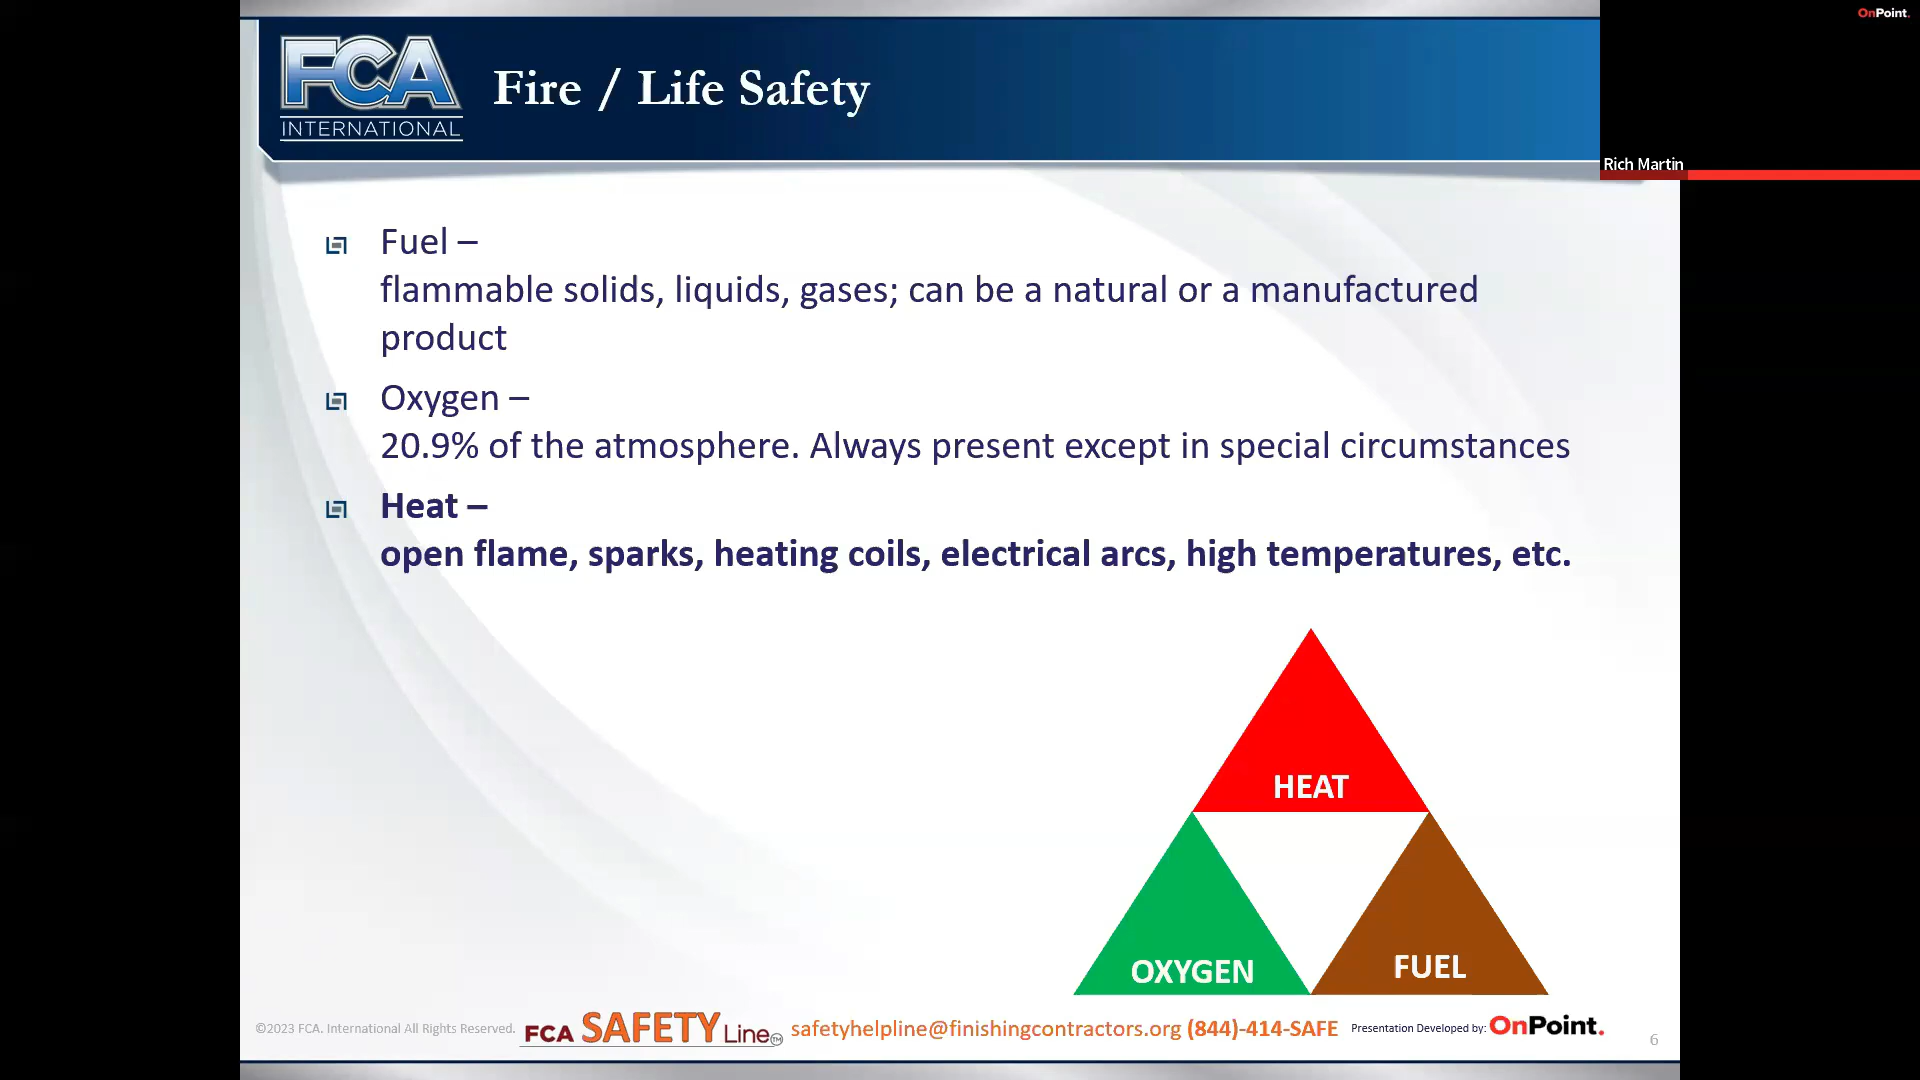 OnPoint.
FCA
INTERNATIONAL
Fire / Life Safety
Rich Martin
Fuel –
flammable solids, liquids, gases; can be a natural or a manufactured
product
Oxygen –
20.9% of the atmosphere. Always present except in special circumstances
Heat –
open flame, sparks, heating coils, electrical arcs, high temperatures, etc.
HEAT
OXYGEN
FUEL
©2023 FCA. International All Rights Reserved. FCA SAFETY Line TM safetyhelpline@finishingcontractors.org (844)-414-SAFE Presentation Developed by: OnPoint.
6